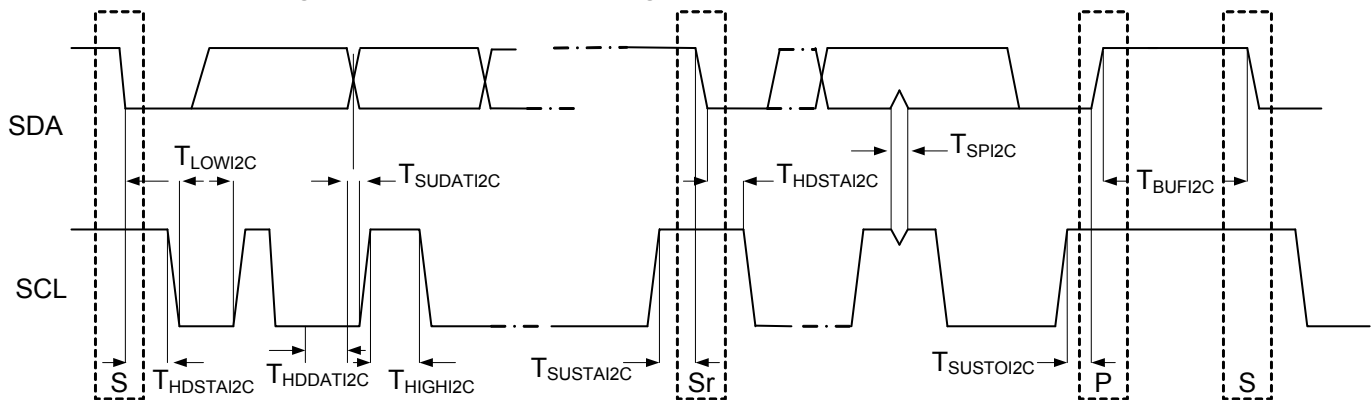 SDA
T_LOWI2C
T_SUDATI2C
T_HDSTAI2C
T_SPI2C
T_BUFI2C
SCL
S
T_HDSTAI2C
T_HDDATI2C
T_HIGHI2C
T_SUSTAI2C
Sr
T_SUSTOI2C
P
S